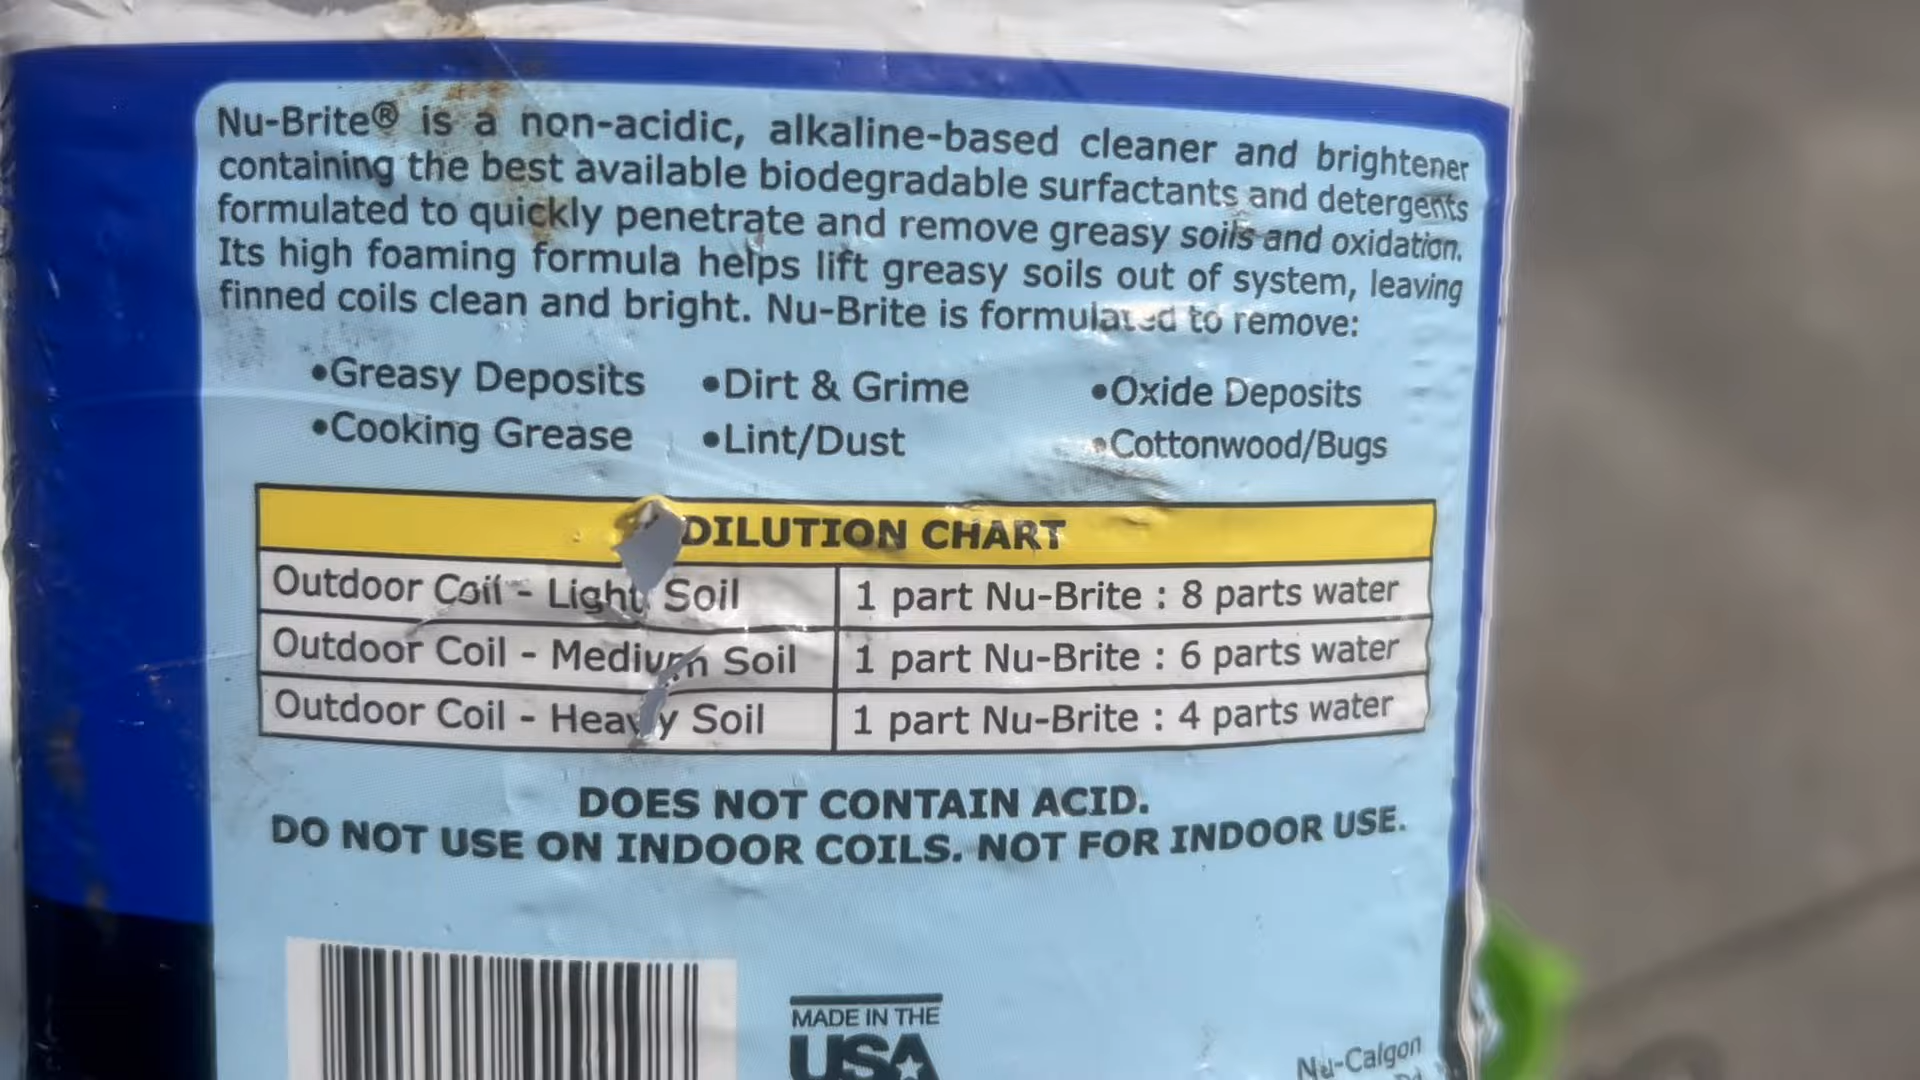 Nu-Brite® is a non-acidic, alkaline-based cleaner and brightener
containing the best available biodegradable surfactants and detergents
formulated to quickly penetrate and remove greasy soils and oxidation.
Its high foaming formula helps lift greasy soils out of system, leaving
finned coils clean and bright. Nu-Brite is formulated to remove:
•Greasy Deposits •Dirt & Grime •Oxide Deposits
•Cooking Grease •Lint/Dust •Cottonwood/Bugs
DILUTION CHART
Outdoor Coil - Light Soil 1 part Nu-Brite : 8 parts water
Outdoor Coil - Medium Soil 1 part Nu-Brite : 6 parts water
Outdoor Coil - Heavy Soil 1 part Nu-Brite : 4 parts water
DOES NOT CONTAIN ACID.
DO NOT USE ON INDOOR COILS. NOT FOR INDOOR USE.
MADE IN THE
USA
Nu-Calgon